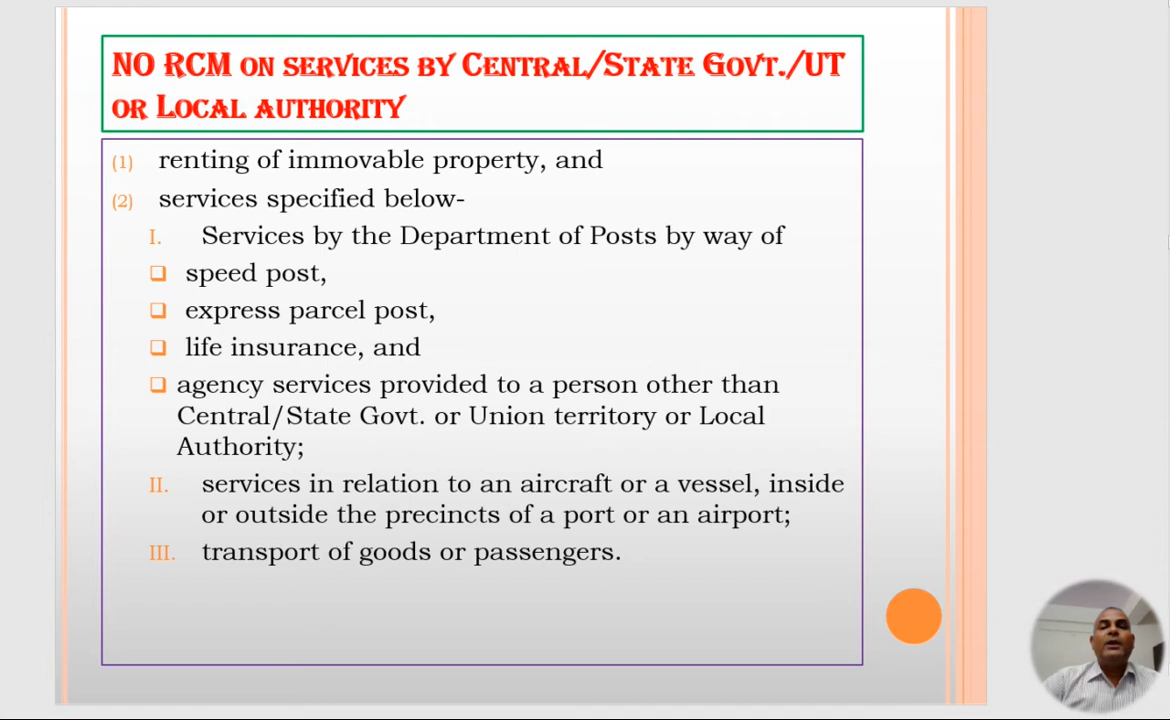 NO RCM ON SERVICES BY CENTRAL/STATE GOVT./UT
OR LOCAL AUTHORITY
(1) renting of immovable property, and
(2) services specified below-
I. Services by the Department of Posts by way of
❑ speed post,
❑ express parcel post,
❑ life insurance, and
❑ agency services provided to a person other than
Central/State Govt. or Union territory or Local
Authority;
II. services in relation to an aircraft or a vessel, inside
or outside the precincts of a port or an airport;
III. transport of goods or passengers.